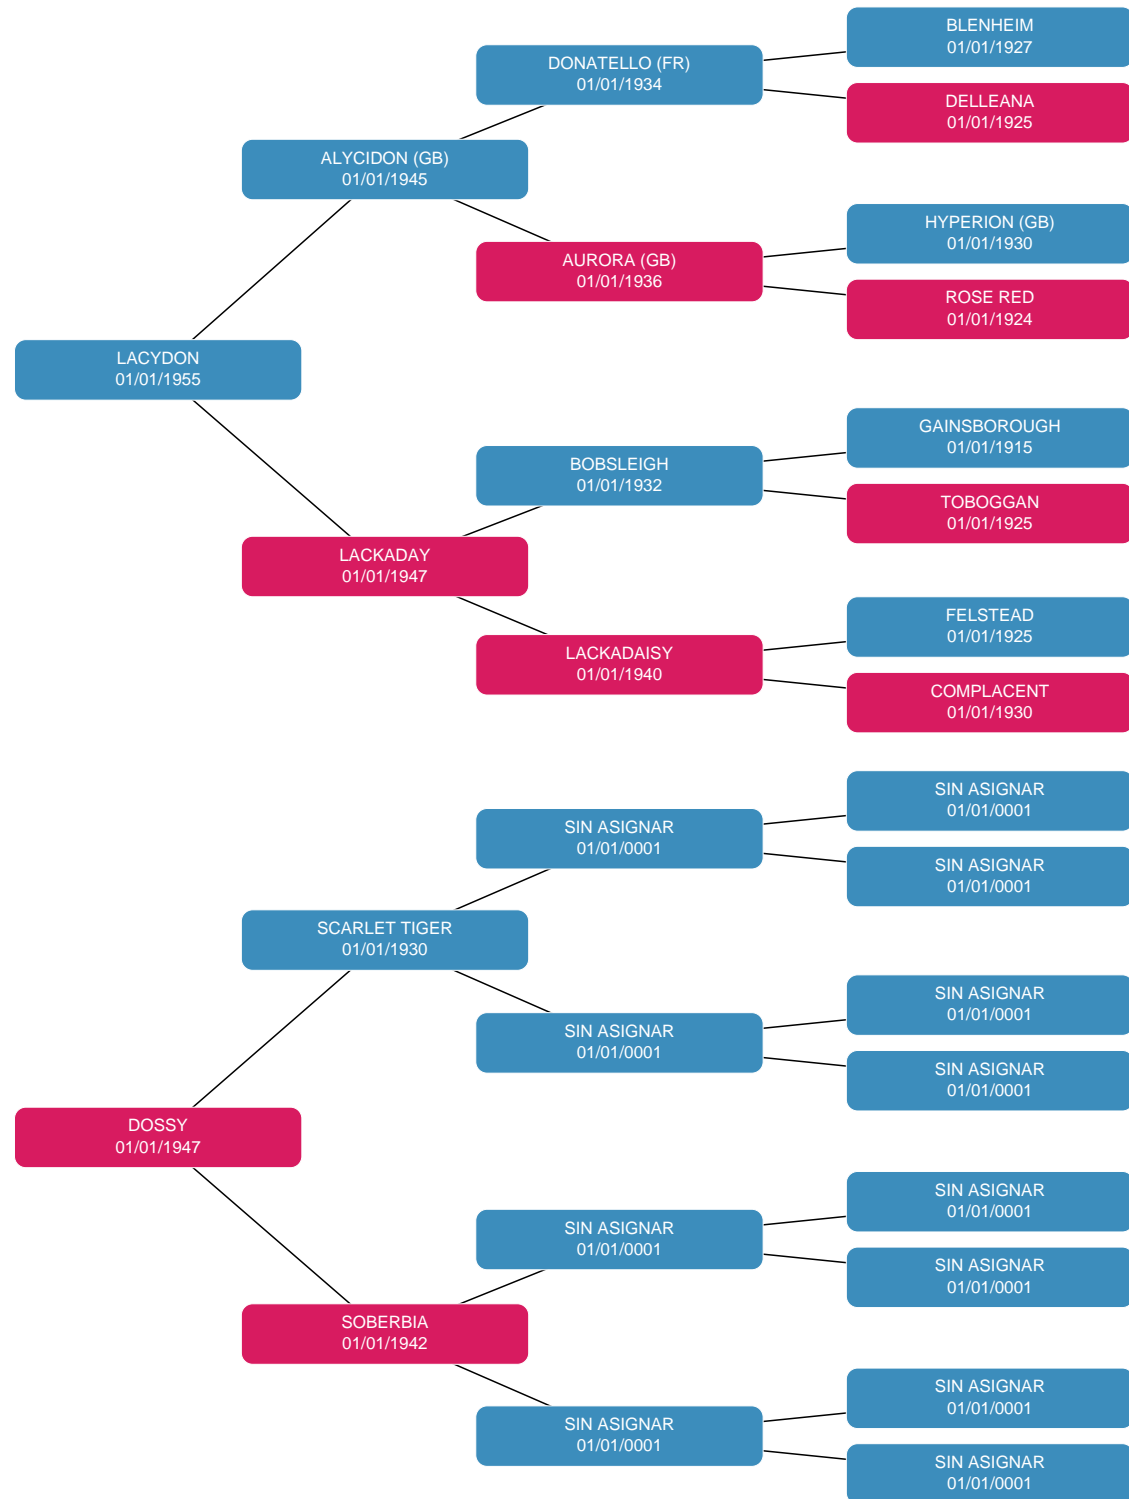 BLENHEIM
01/01/1927
DONATELLO (FR)
01/01/1934
DELLEANA
01/01/1925
ALYCIDON (GB)
01/01/1945
HYPERION (GB)
01/01/1930
AURORA (GB)
01/01/1936
ROSE RED
01/01/1924
LACYDON
01/01/1955
GAINSBOROUGH
01/01/1915
BOBSLEIGH
01/01/1932
TOBOGGAN
01/01/1925
LACKADAY
01/01/1947
FELSTEAD
01/01/1925
LACKADAISY
01/01/1940
COMPLACENT
01/01/1930
SIN ASIGNAR
01/01/0001
SIN ASIGNAR
01/01/0001
SIN ASIGNAR
01/01/0001
SCARLET TIGER
01/01/1930
SIN ASIGNAR
01/01/0001
SIN ASIGNAR
01/01/0001
SIN ASIGNAR
01/01/0001
DOSSY
01/01/1947
SIN ASIGNAR
01/01/0001
SIN ASIGNAR
01/01/0001
SIN ASIGNAR
01/01/0001
SOBERBIA
01/01/1942
SIN ASIGNAR
01/01/0001
SIN ASIGNAR
01/01/0001
SIN ASIGNAR
01/01/0001